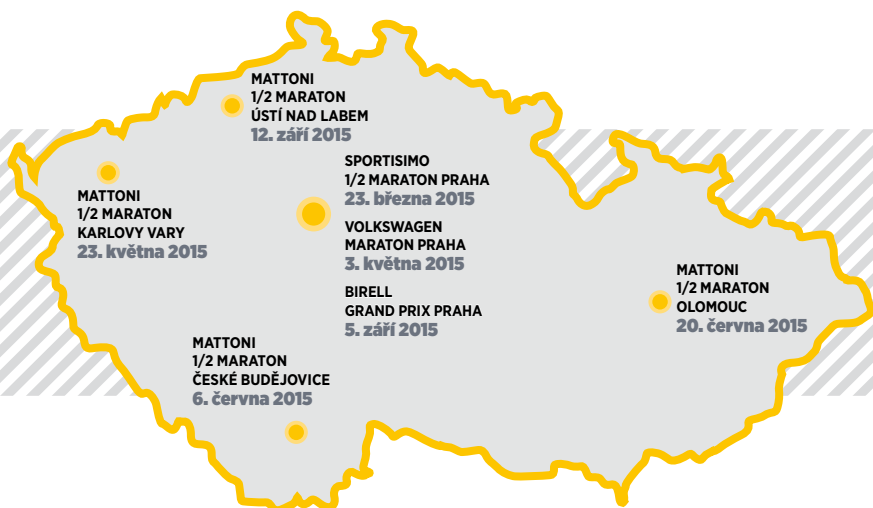 MATTONI
1/2 MARATON
ÚSTÍ NAD LABEM
12. září 2015
SPORTISIMO
1/2 MARATON PRAHA
23. března 2015
MATTONI
1/2 MARATON
KARLOVY VARY
23. května 2015
VOLKSWAGEN
MARATON PRAHA
3. května 2015
BIRELL
GRAND PRIX PRAHA
5. září 2015
MATTONI
1/2 MARATON
OLOMOUC
20. června 2015
MATTONI
1/2 MARATON
ČESKÉ BUDĚJOVICE
6. června 2015